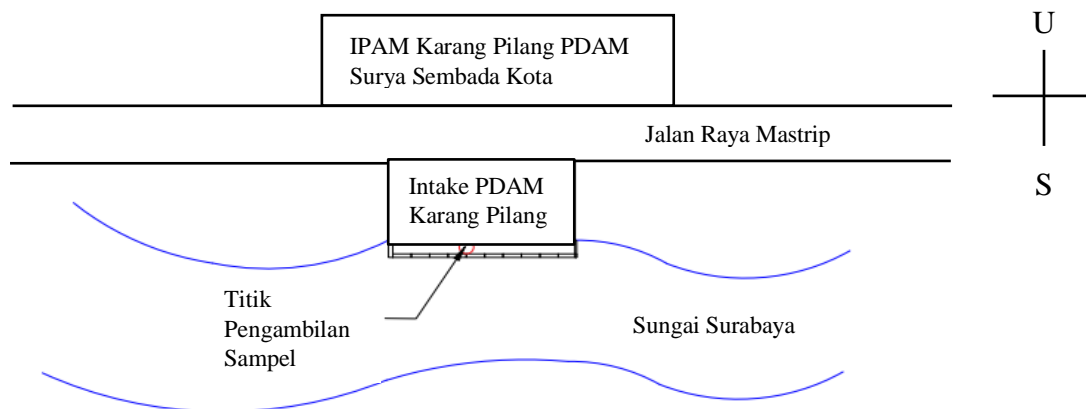 IPAM Karang Pilang PDAM
Surya Sembada Kota
U
Jalan Raya Mastrip
S
Intake PDAM
Karang Pilang
Titik
Pengambilan
Sampel
Sungai Surabaya